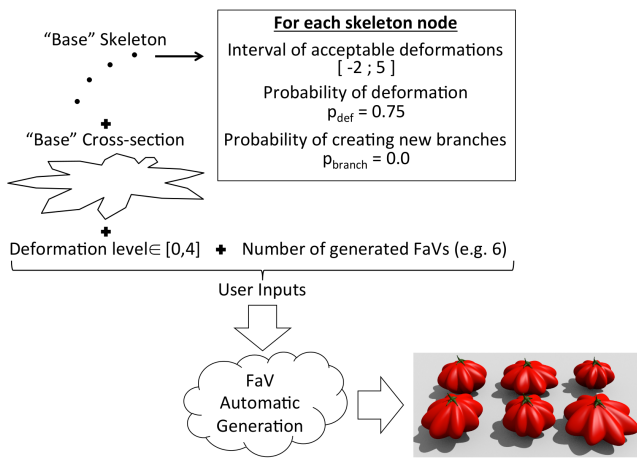 "Base" Skeleton
For each skeleton node
Interval of acceptable deformations
[ -2 ; 5 ]
Probability of deformation
p_def = 0.75
Probability of creating new branches
p_branch = 0.0
"Base" Cross-section
Deformation level∈ [0,4] + Number of generated FaVs (e.g. 6)
User Inputs
FaV
Automatic
Generation